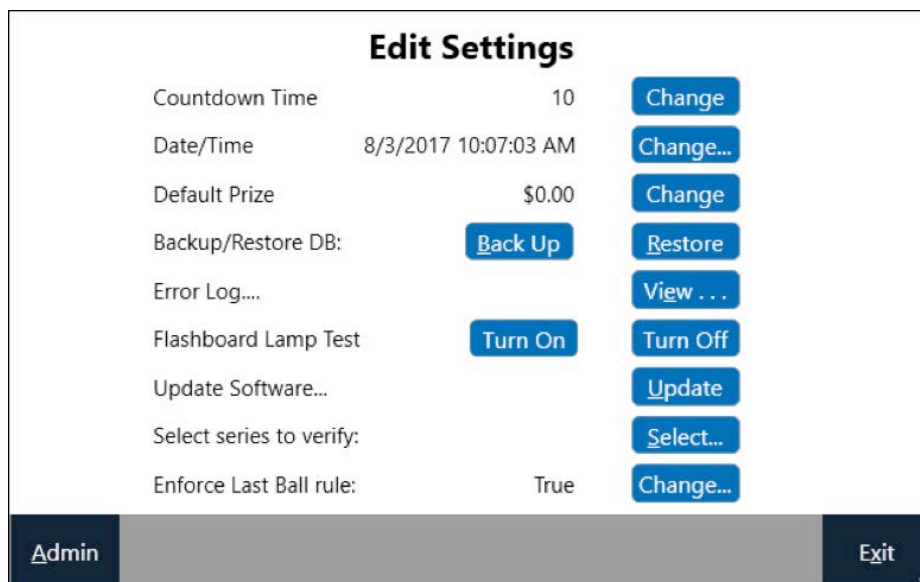 Edit Settings
Countdown Time 10 Change
Date/Time 8/3/2017 10:07:03 AM Change...
Default Prize $0.00 Change
Backup/Restore DB: Back Up Restore
Error Log.... View . . .
Flashboard Lamp Test Turn On Turn Off
Update Software... Update
Select series to verify: Select...
Enforce Last Ball rule: True Change...
Admin Exit